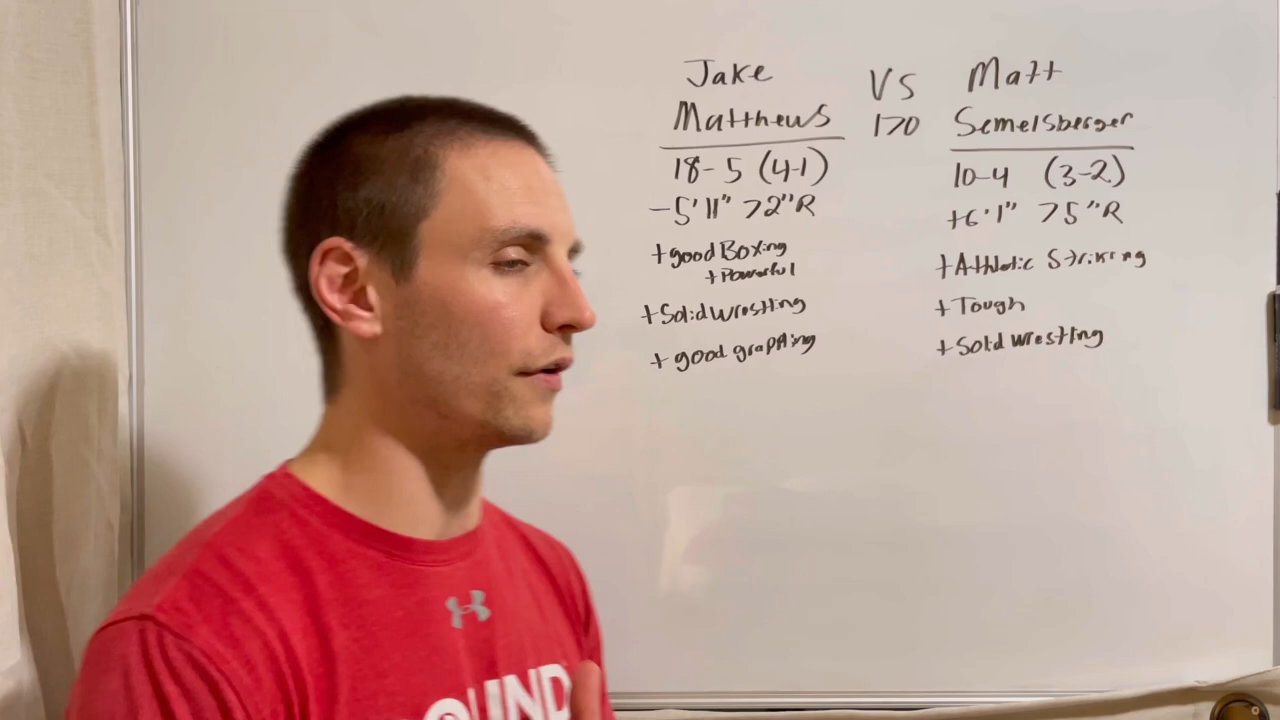 Jake VS Matt
Matthews 170 Semelsberger
18-5 (4-1) 10-4 (3-2)
-5'11" 72"R +6'1" 75"R
+good Boxing +Athletic Striking
+Powerful
+Solid wrestling +Tough
+good grappling +Solid wrestling